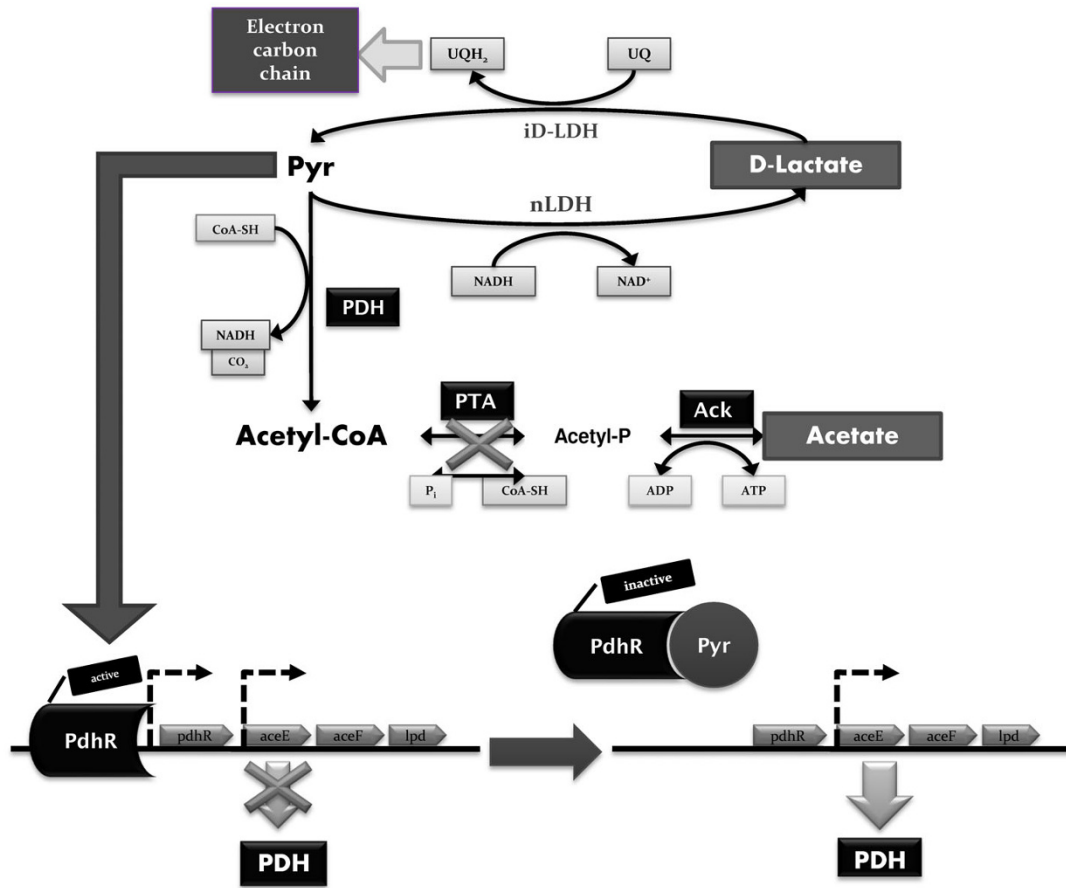 Electron
carbon
chain
UQH₂
UQ
iD-LDH
Pyr
D-Lactate
nLDH
CoA-SH
NADH
NAD⁺
PDH
NADH
CO₂
PTA
Ack
Acetyl-CoA
Acetyl-P
Acetate
Pᵢ
CoA-SH
ADP
ATP
inactive
PdhR
Pyr
active
PdhR
pdhR
aceE
aceF
lpd
pdhR
aceE
aceF
lpd
PDH
PDH